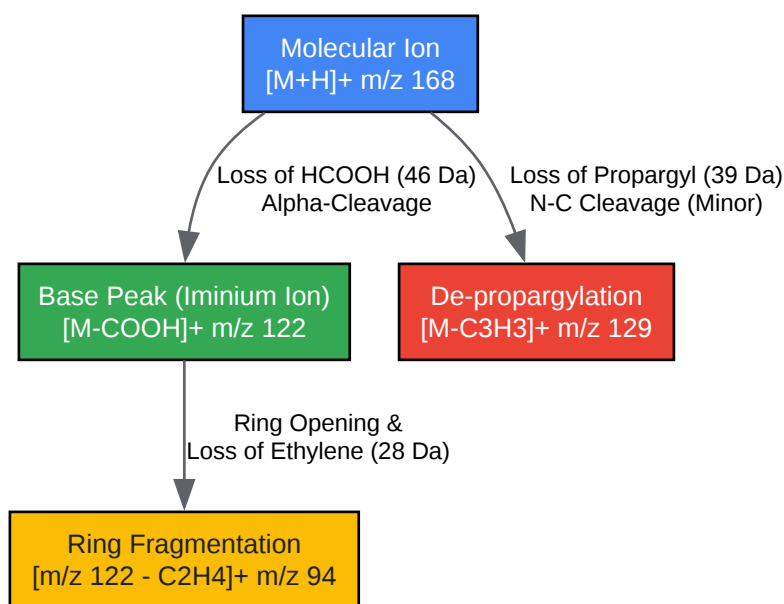 Molecular Ion
[M+H]+ m/z 168
Loss of HCOOH (46 Da)
Alpha-Cleavage
Loss of Propargyl (39 Da)
N-C Cleavage (Minor)
Base Peak (Iminium Ion)
[M-COOH]+ m/z 122
De-propargylation
[M-C3H3]+ m/z 129
Ring Opening &
Loss of Ethylene (28 Da)
Ring Fragmentation
[m/z 122 - C2H4]+ m/z 94